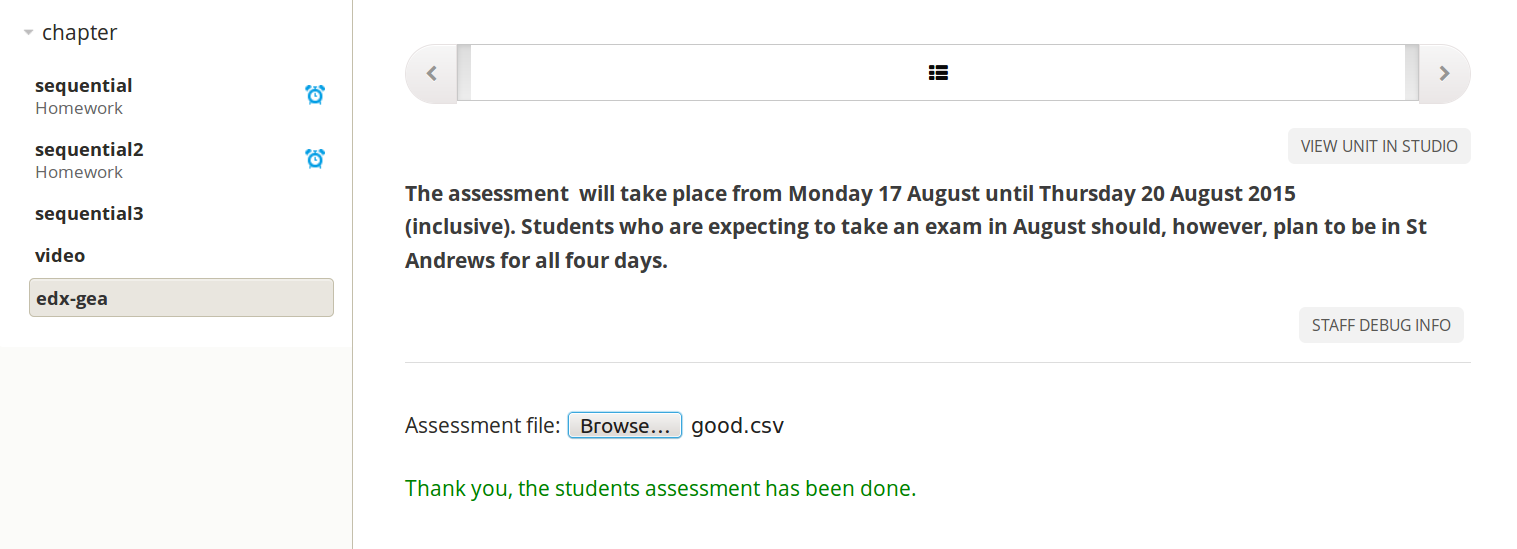 chapter
sequential
Homework
sequential2
Homework
sequential3
video
edx-gea
VIEW UNIT IN STUDIO
The assessment  will take place from Monday 17 August until Thursday 20 August 2015
(inclusive). Students who are expecting to take an exam in August should, however, plan to be in St
Andrews for all four days.
STAFF DEBUG INFO
Assessment file: Browse... good.csv
Thank you, the students assessment has been done.